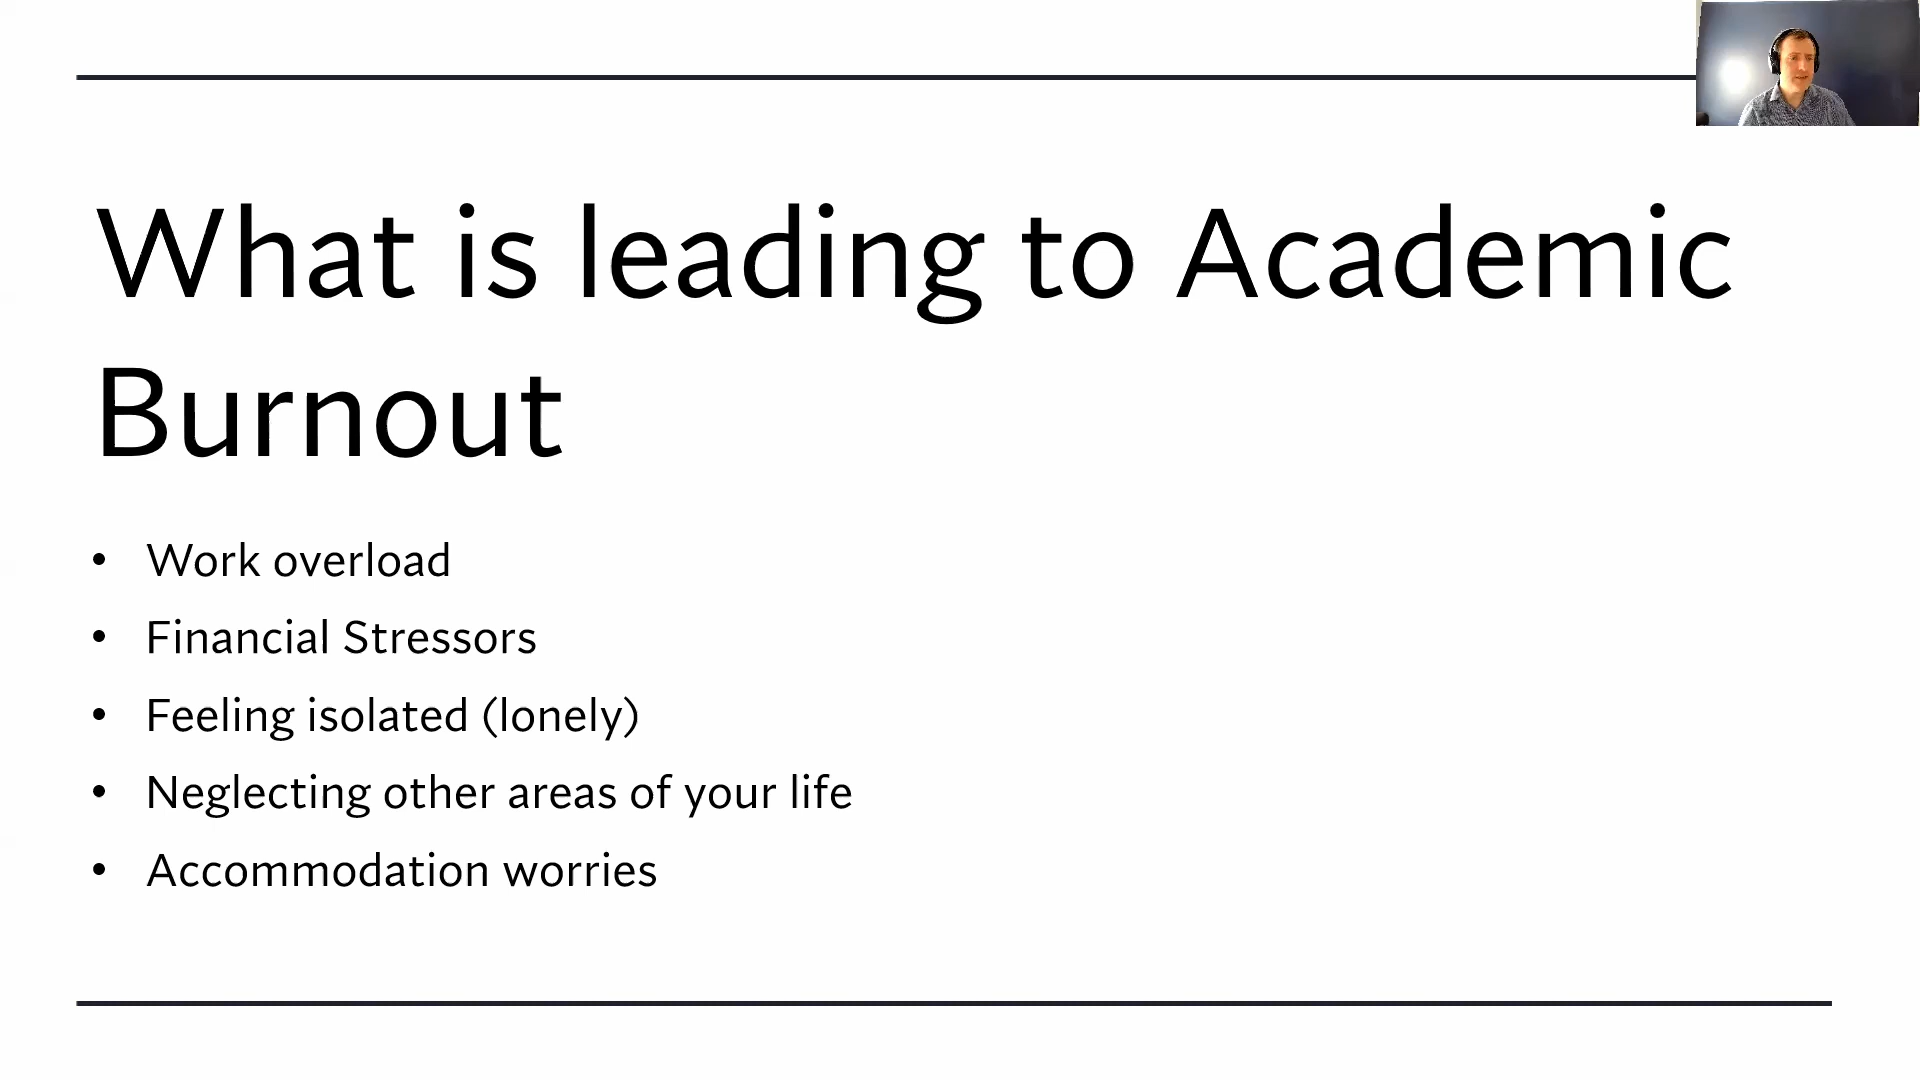 What is leading to Academic
Burnout
• Work overload
• Financial Stressors
• Feeling isolated (lonely)
• Neglecting other areas of your life
• Accommodation worries